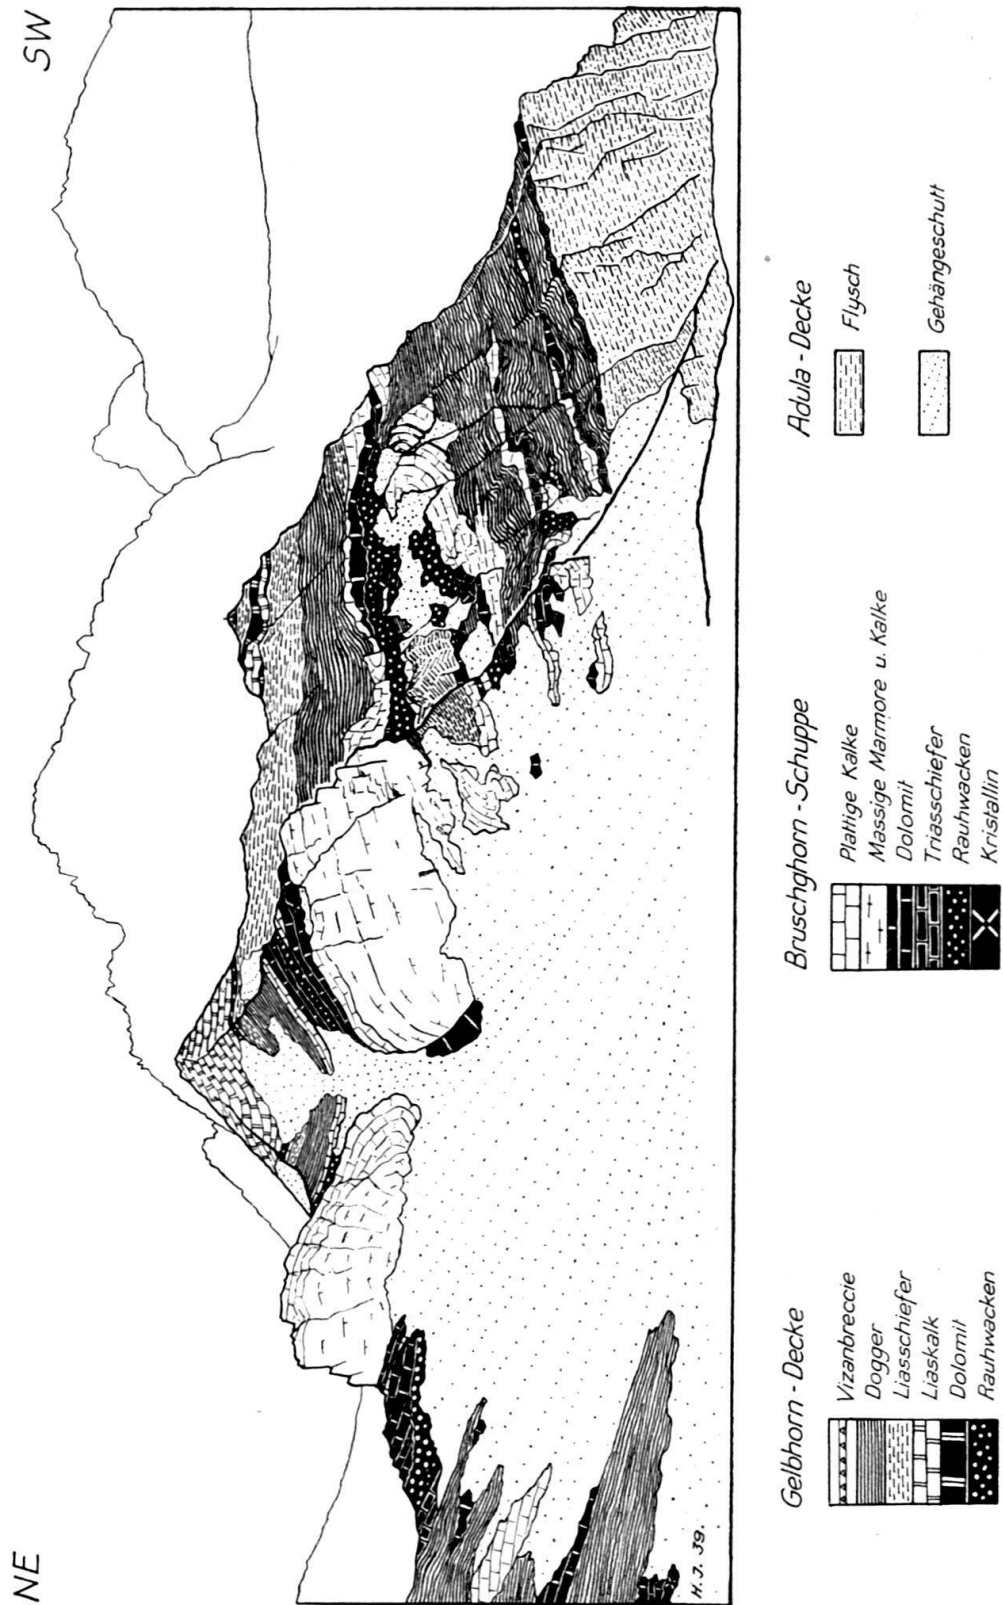 NE
SW
H.J. 39.
Gelbhorn - Decke
Vizanbreccie
Dogger
Liasschiefer
Liaskalk
Dolomit
Rauhwacken
Bruschghorn - Schuppe
Plattige Kalke
Massige Marmore u. Kalke
Dolomit
Triasschiefer
Rauhwacken
Kristallin
Adula - Decke
Flysch
Gehängeschutt